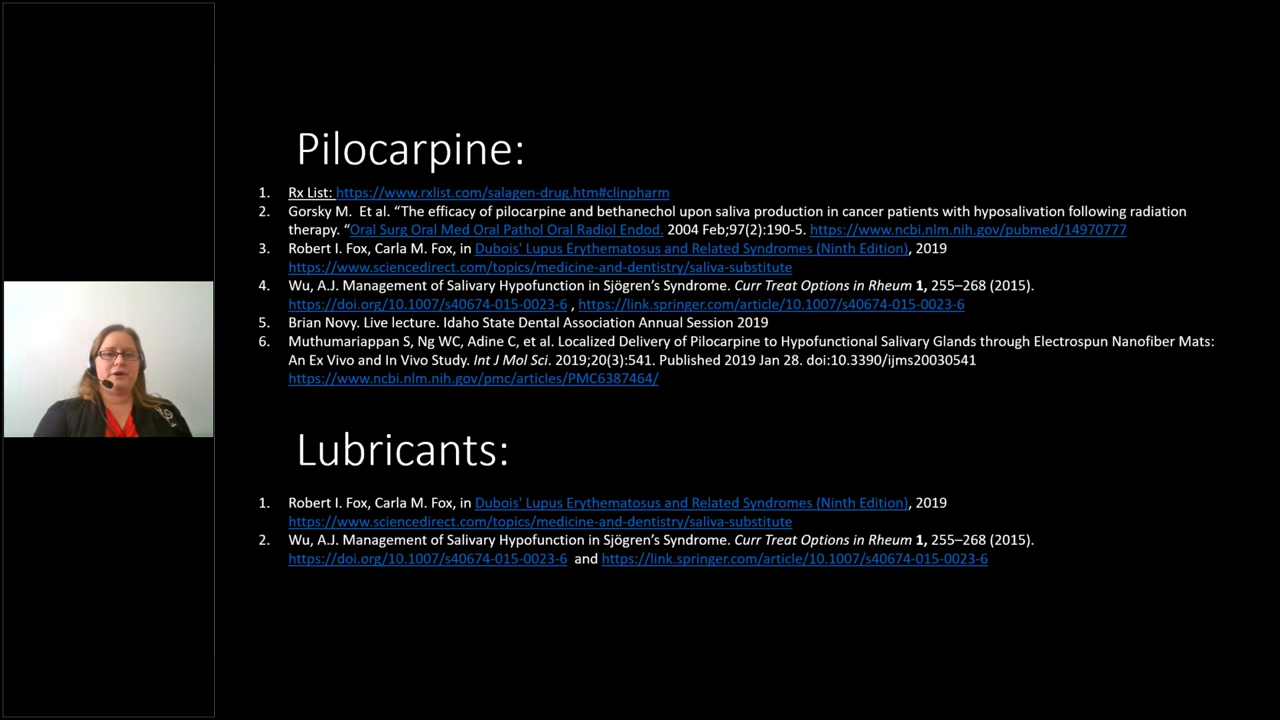 Pilocarpine:
1. Rx List: https://www.rxlist.com/salagen-drug.htm#clinpharm
2. Gorsky M.  Et al. “The efficacy of pilocarpine and bethanechol upon saliva production in cancer patients with hyposalivation following radiation
therapy. “Oral Surg Oral Med Oral Pathol Oral Radiol Endod. 2004 Feb;97(2):190-5. https://www.ncbi.nlm.nih.gov/pubmed/14970777
3. Robert I. Fox, Carla M. Fox, in Dubois' Lupus Erythematosus and Related Syndromes (Ninth Edition), 2019
https://www.sciencedirect.com/topics/medicine-and-dentistry/saliva-substitute
4. Wu, A.J. Management of Salivary Hypofunction in Sjögren’s Syndrome. Curr Treat Options in Rheum 1, 255–268 (2015).
https://doi.org/10.1007/s40674-015-0023-6 , https://link.springer.com/article/10.1007/s40674-015-0023-6
5. Brian Novy. Live lecture. Idaho State Dental Association Annual Session 2019
6. Muthumariappan S, Ng WC, Adine C, et al. Localized Delivery of Pilocarpine to Hypofunctional Salivary Glands through Electrospun Nanofiber Mats:
An Ex Vivo and In Vivo Study. Int J Mol Sci. 2019;20(3):541. Published 2019 Jan 28. doi:10.3390/ijms20030541
https://www.ncbi.nlm.nih.gov/pmc/articles/PMC6387464/
Lubricants:
1. Robert I. Fox, Carla M. Fox, in Dubois' Lupus Erythematosus and Related Syndromes (Ninth Edition), 2019
https://www.sciencedirect.com/topics/medicine-and-dentistry/saliva-substitute
2. Wu, A.J. Management of Salivary Hypofunction in Sjögren’s Syndrome. Curr Treat Options in Rheum 1, 255–268 (2015).
https://doi.org/10.1007/s40674-015-0023-6  and https://link.springer.com/article/10.1007/s40674-015-0023-6